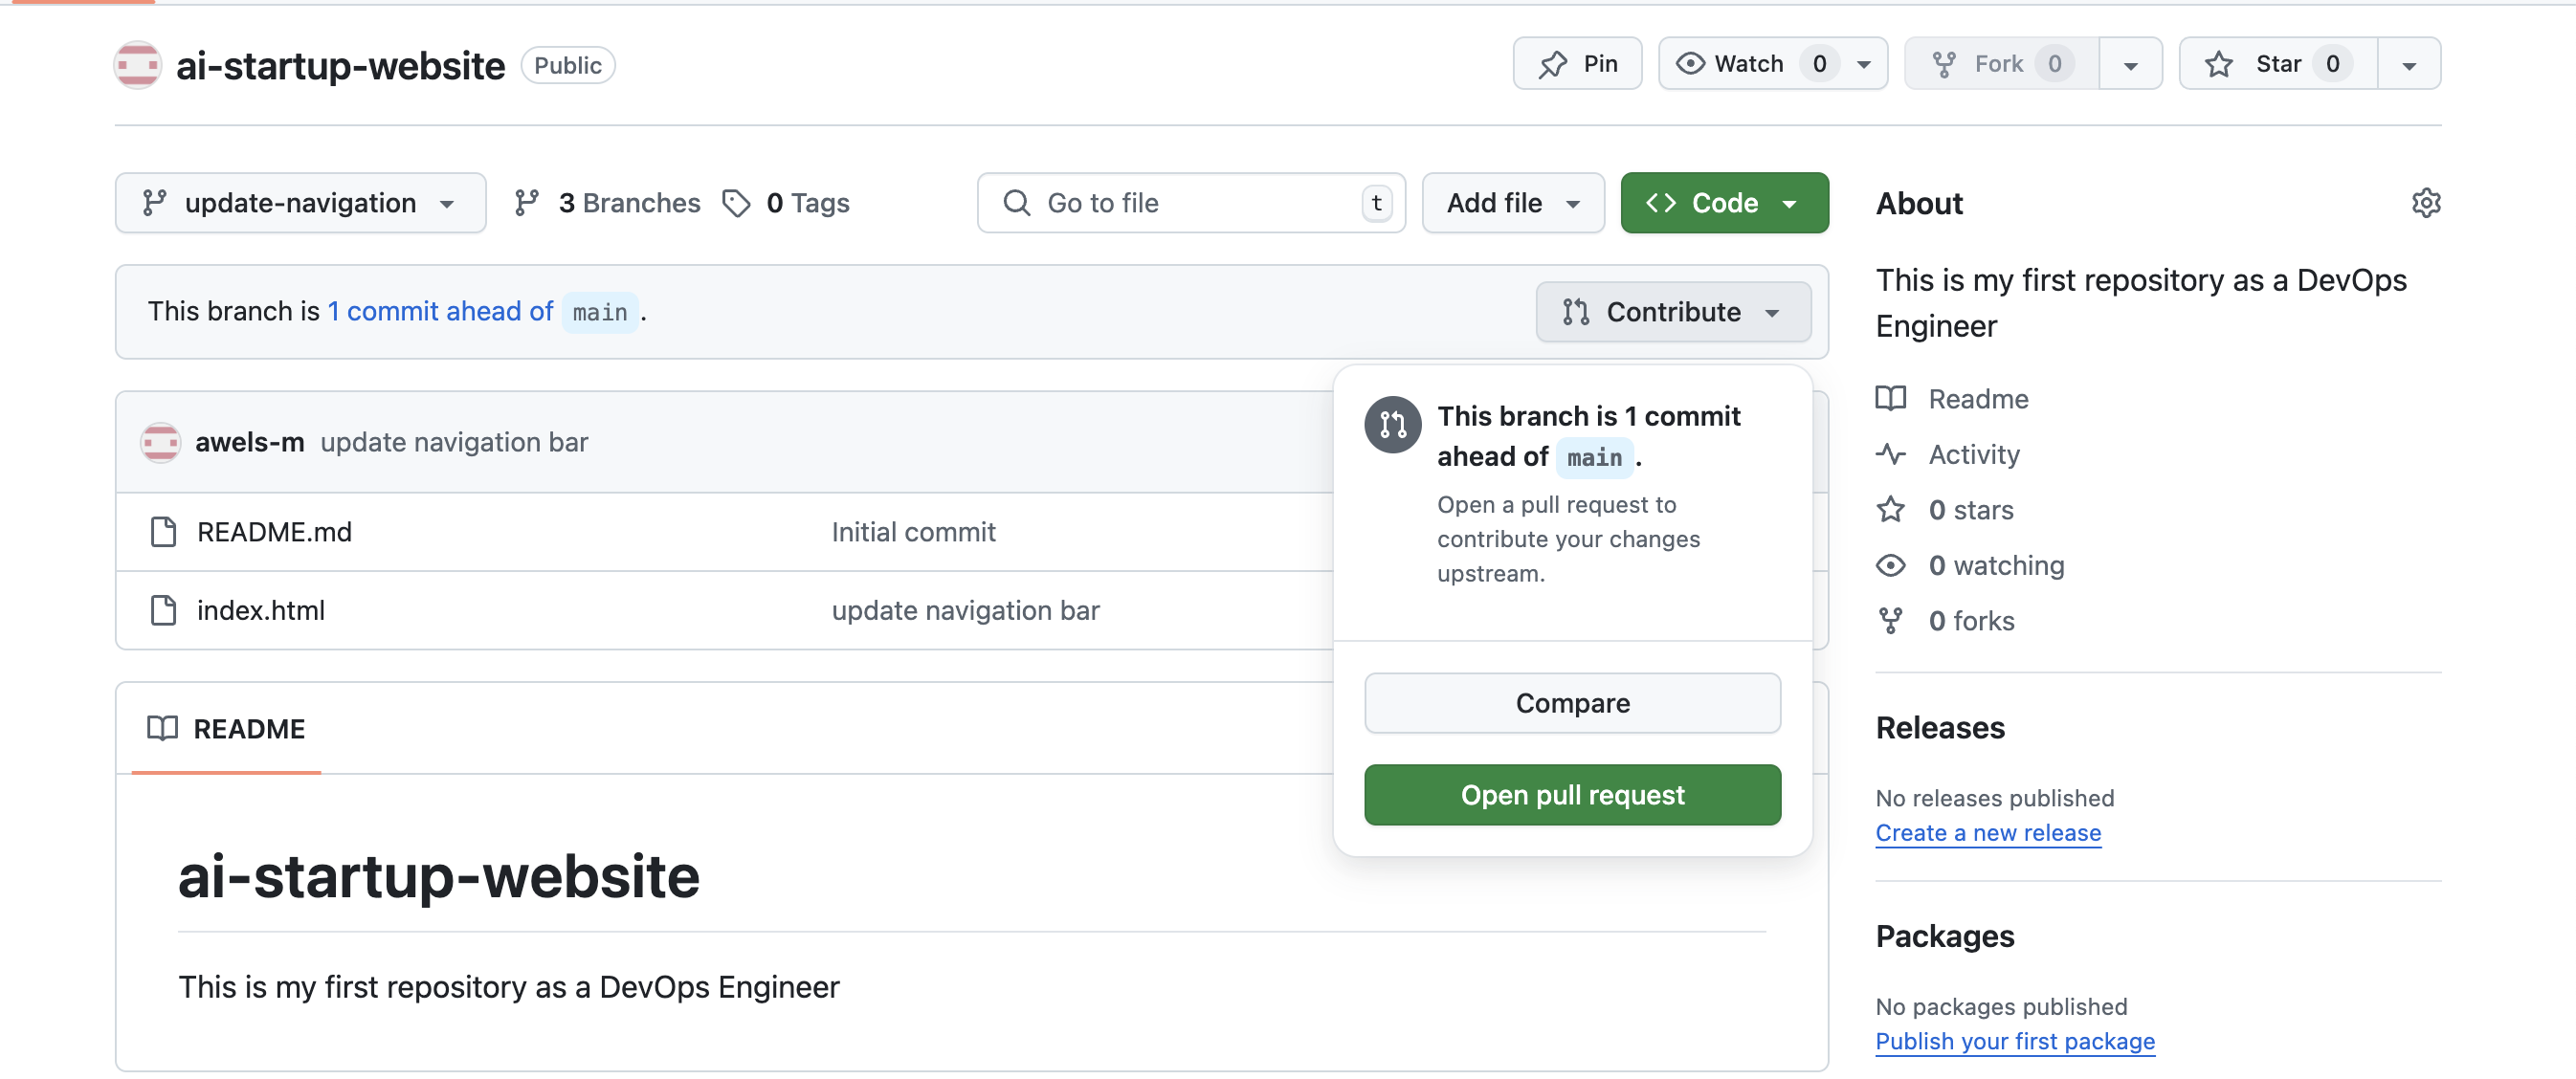 ai-startup-website Public
Pin
Watch 0
Fork 0
Star 0
update-navigation
3 Branches
0 Tags
Go to file t
Add file
Code
This branch is 1 commit ahead of main .
Contribute
This branch is 1 commit
ahead of main .
Open a pull request to
contribute your changes
upstream.
Compare
Open pull request
awels-m update navigation bar
README.md Initial commit
index.html update navigation bar
README
ai-startup-website
This is my first repository as a DevOps Engineer
About
This is my first repository as a DevOps
Engineer
Readme
Activity
0 stars
0 watching
0 forks
Releases
No releases published
Create a new release
Packages
No packages published
Publish your first package